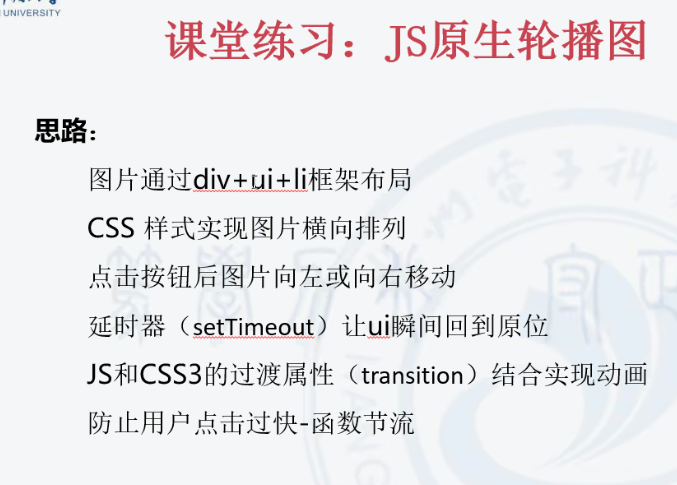 UNIVERSITY
课堂练习：JS原生轮播图
思路：
图片通过div+ui+li框架布局
CSS 样式实现图片横向排列
点击按钮后图片向左或向右移动
延时器（setTimeout）让ui瞬间回到原位
JS和CSS3的过渡属性（transition）结合实现动画
防止用户点击过快-函数节流